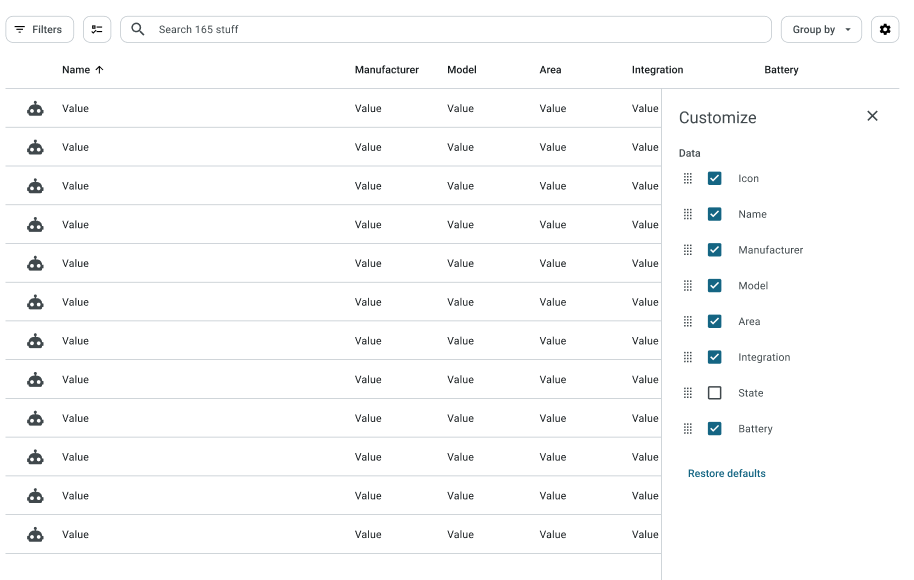 Filters
Search 165 stuff
Group by
Name Manufacturer Model Area Integration Battery
Value Value Value Value Value
Value Value Value Value Value
Value Value Value Value Value
Value Value Value Value Value
Value Value Value Value Value
Value Value Value Value Value
Value Value Value Value Value
Value Value Value Value Value
Value Value Value Value Value
Value Value Value Value Value
Value Value Value Value Value
Value Value Value Value Value
Customize
Data
Icon
Name
Manufacturer
Model
Area
Integration
State
Battery
Restore defaults